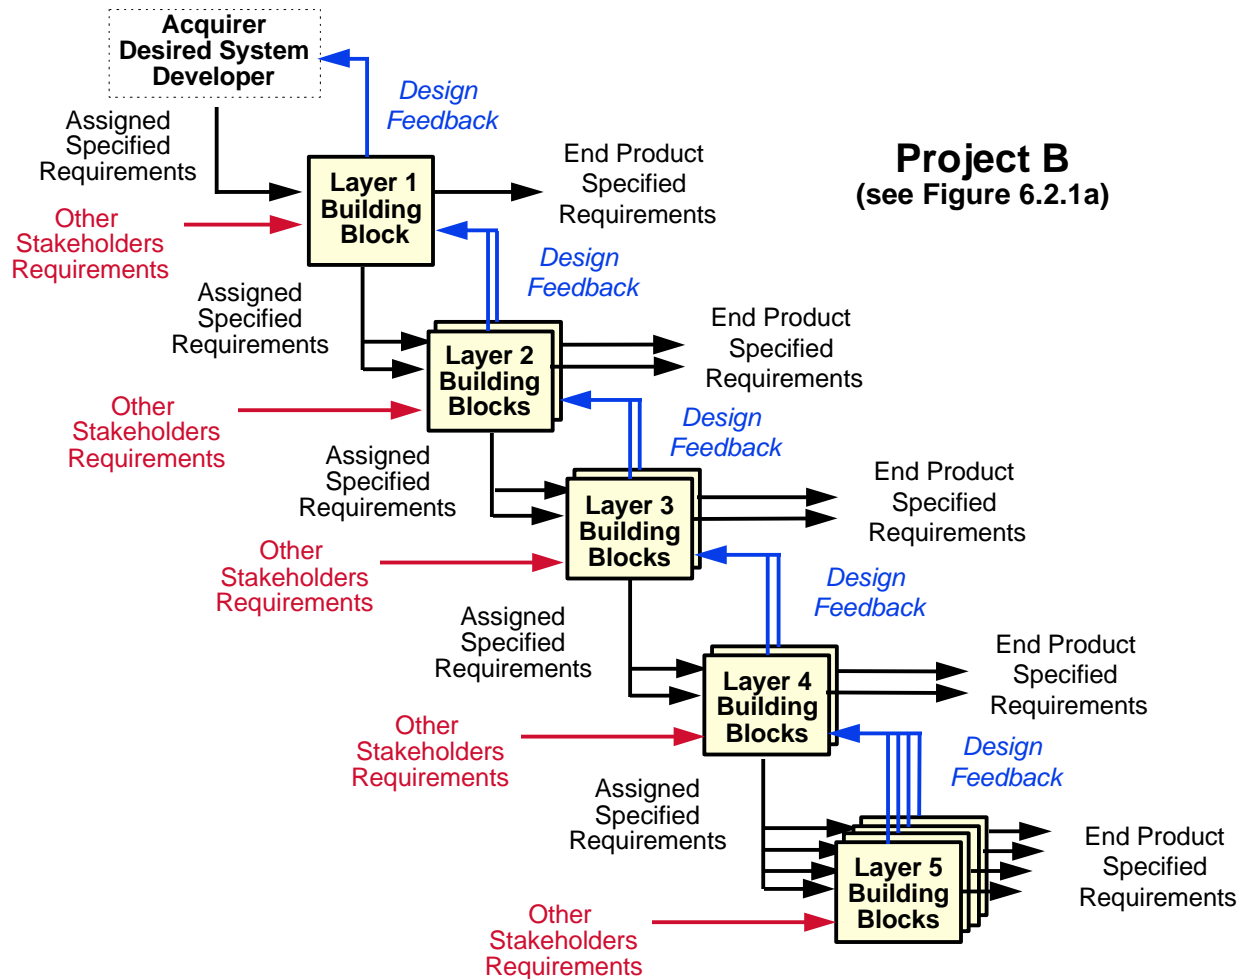 Acquirer
Desired System
Developer
Design
Feedback
Assigned
Specified
Requirements
Project B
(see Figure 6.2.1a)
End Product
Specified
Requirements
Layer 1
Building
Block
Other
Stakeholders
Requirements
Design
Feedback
Assigned
Specified
Requirements
End Product
Specified
Requirements
Layer 2
Building
Blocks
Other
Stakeholders
Requirements
Design
Feedback
Assigned
Specified
Requirements
End Product
Specified
Requirements
Layer 3
Building
Blocks
Other
Stakeholders
Requirements
Design
Feedback
Assigned
Specified
Requirements
End Product
Specified
Requirements
Layer 4
Building
Blocks
Other
Stakeholders
Requirements
Design
Feedback
Assigned
Specified
Requirements
End Product
Specified
Requirements
Layer 5
Building
Blocks
Other
Stakeholders
Requirements